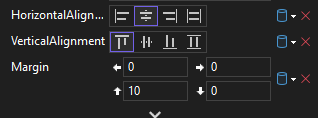 HorizontalAlign...
VerticalAlignment
Margin
0 0
10 0